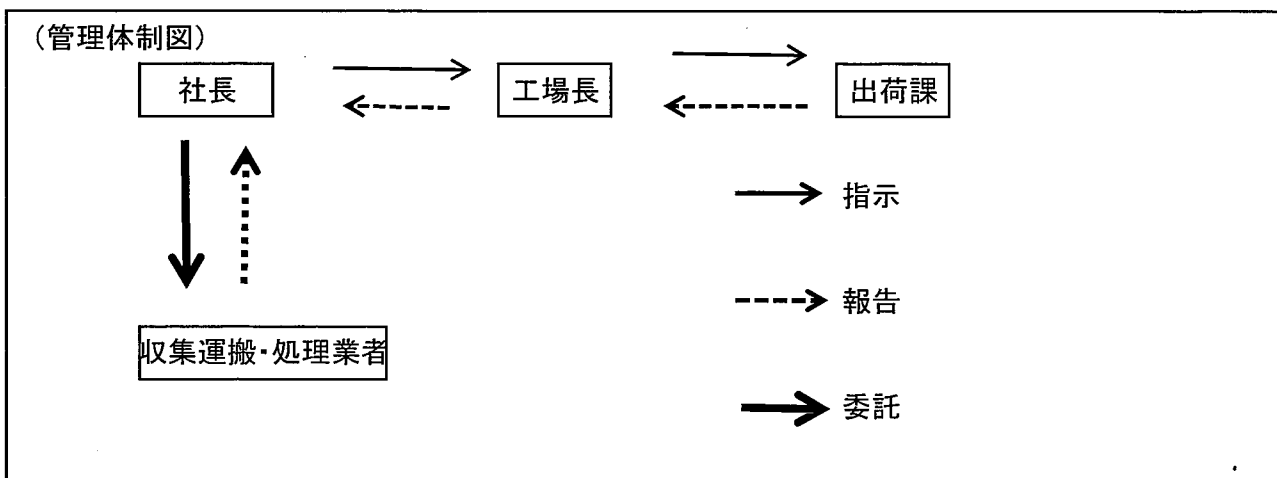 （管理体制図）
社長
工場長
出荷課
指示
報告
収集運搬・処理業者
委託